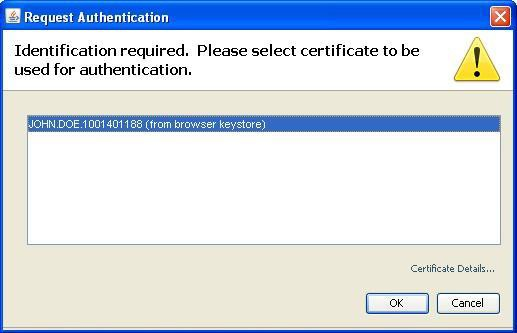 Request Authentication
Identification required. Please select certificate to be
used for authentication.
JOHN.DOE.1001401188 (from browser keystore)
Certificate Details...
OK
Cancel